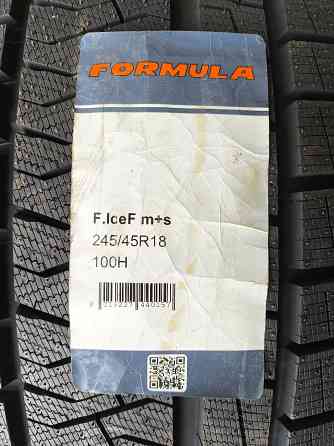 FORMULA
F.IceF m+s
245/45R18
100H